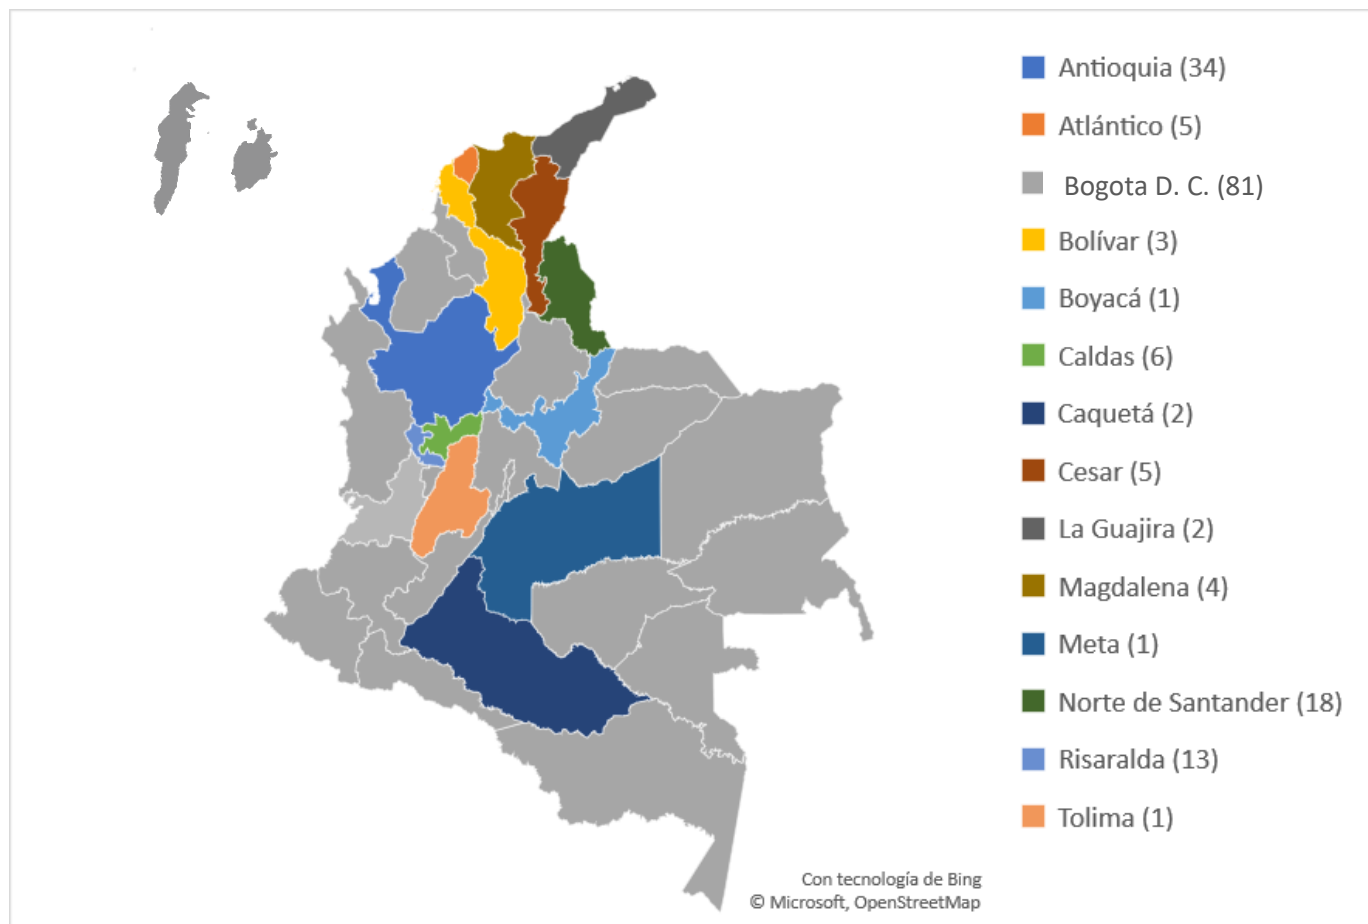 Antioquia (34)
Atlántico (5)
Bogota D. C. (81)
Bolívar (3)
Boyacá (1)
Caldas (6)
Caquetá (2)
Cesar (5)
La Guajira (2)
Magdalena (4)
Meta (1)
Norte de Santander (18)
Risaralda (13)
Tolima (1)
Con tecnología de Bing
© Microsoft, OpenStreetMap